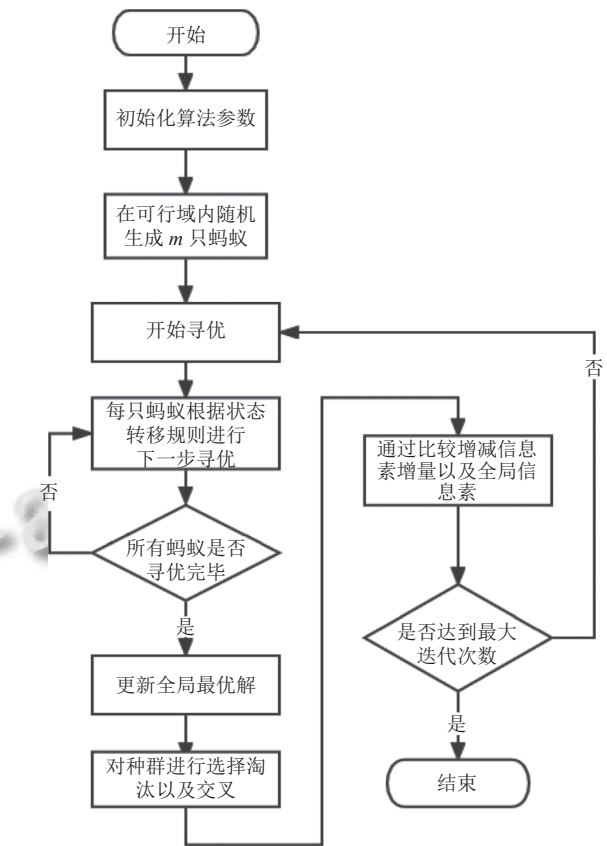 开始
初始化算法参数
在可行域内随机
生成 m 只蚂蚁
开始寻优
每只蚂蚁根据状态
转移规则进行
下一步寻优
否
所有蚂蚁是否
寻优完毕
是
更新全局最优解
对种群进行选择淘
汰以及交叉
通过比较增减信息
素增量以及全局信
息素
否
是否达到最大
迭代次数
是
结束